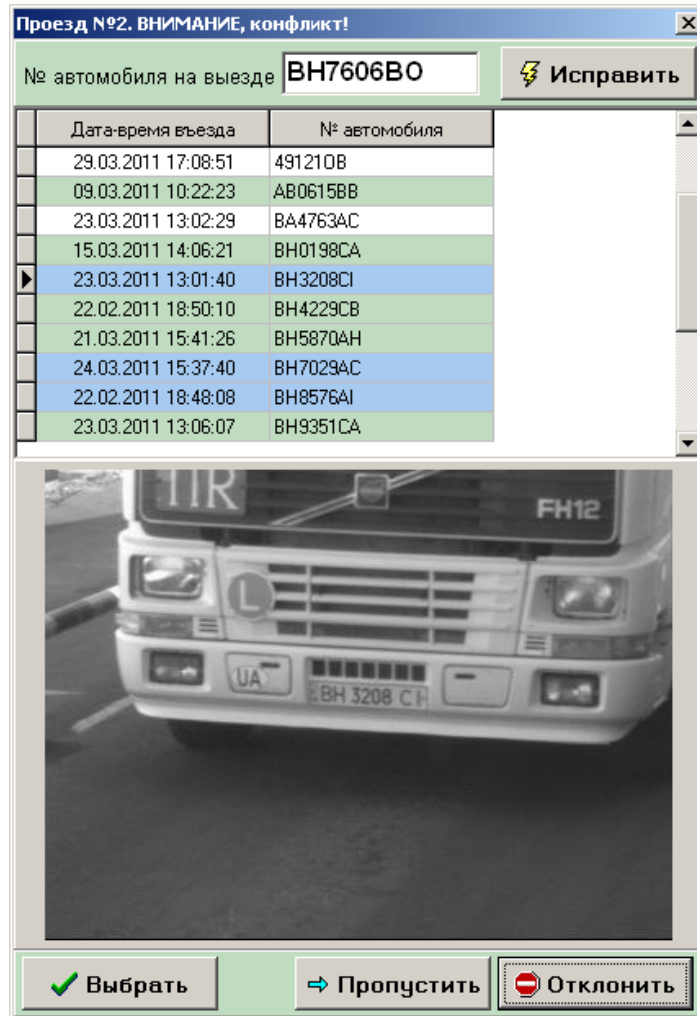 Проезд №2. ВНИМАНИЕ, конфликт!
№ автомобиля на выезде BH7606BO Исправить
Дата-время въезда № автомобиля
29.03.2011 17:08:51 49121OB
09.03.2011 10:22:23 AB0615BB
23.03.2011 13:02:29 BA4763AC
15.03.2011 14:06:21 BH0198CA
23.03.2011 13:01:40 BH3208CI
22.02.2011 18:50:10 BH4229CB
21.03.2011 15:41:26 BH5870AH
24.03.2011 15:37:40 BH7029AC
22.02.2011 18:48:08 BH8576AI
23.03.2011 13:06:07 BH9351CA
TIR
FH12
L
UA
BH 3208 CI
Выбрать Пропустить Отклонить